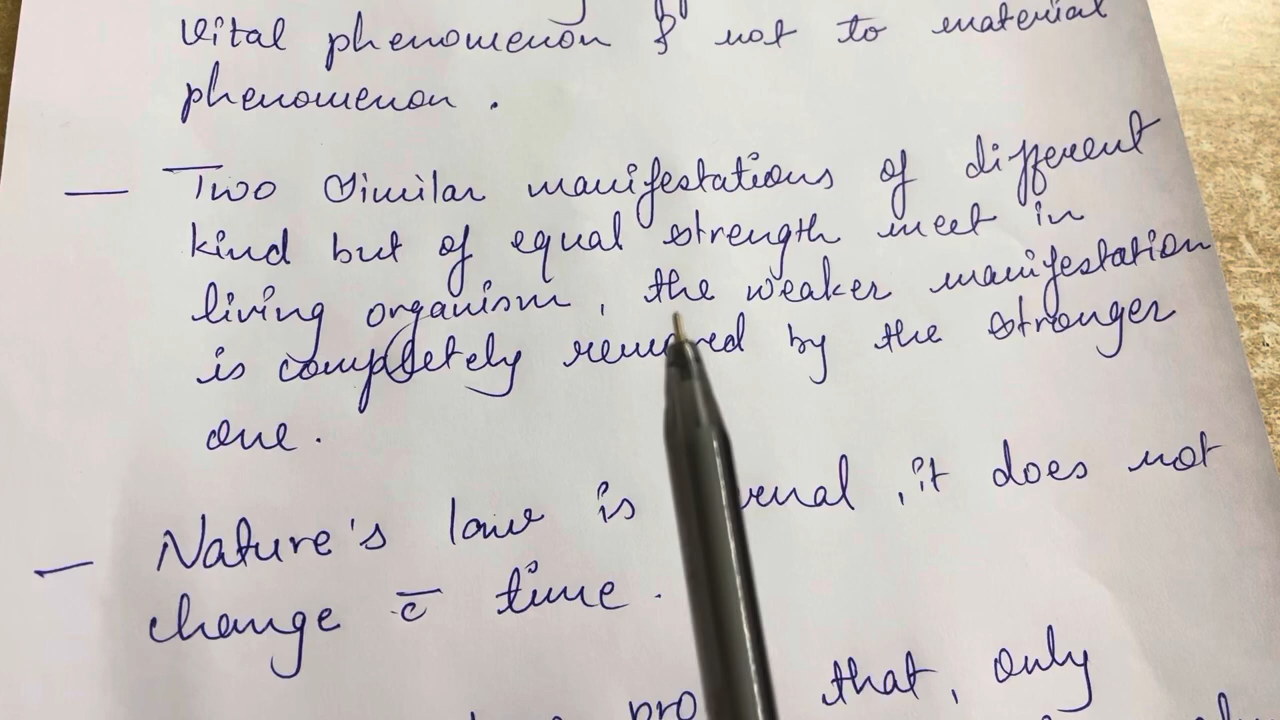 vital phenomenon & not to material
phenomenon.
— Two similar manifestations of different
kind but of equal strength meet in
living organism, the weaker manifestation
is completely removed by the stronger
one.
— Nature's law is , it does not
change c̅ time.
that, only